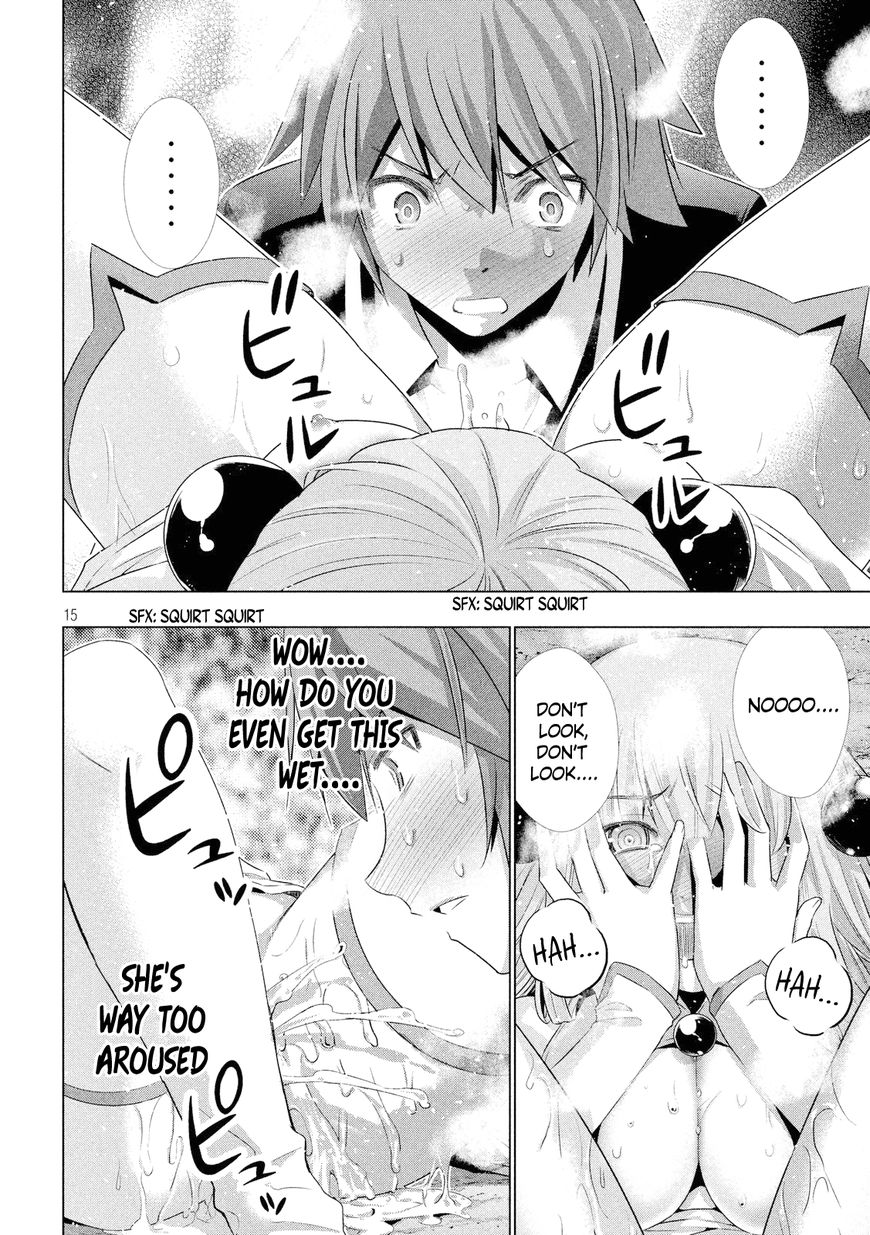 ......
.......
ビュルッ
ビュルッ
SFX: SQUIRT SQUIRT
SFX: SQUIRT SQUIRT
15
NOOOO....
DON'T
LOOK,
DON'T
LOOK....
HAH...
HAH...
WOW....
HOW DO YOU
EVEN GET THIS
WET....
ピュッ
SHE'S
WAY TOO
AROUSED
ピュッ